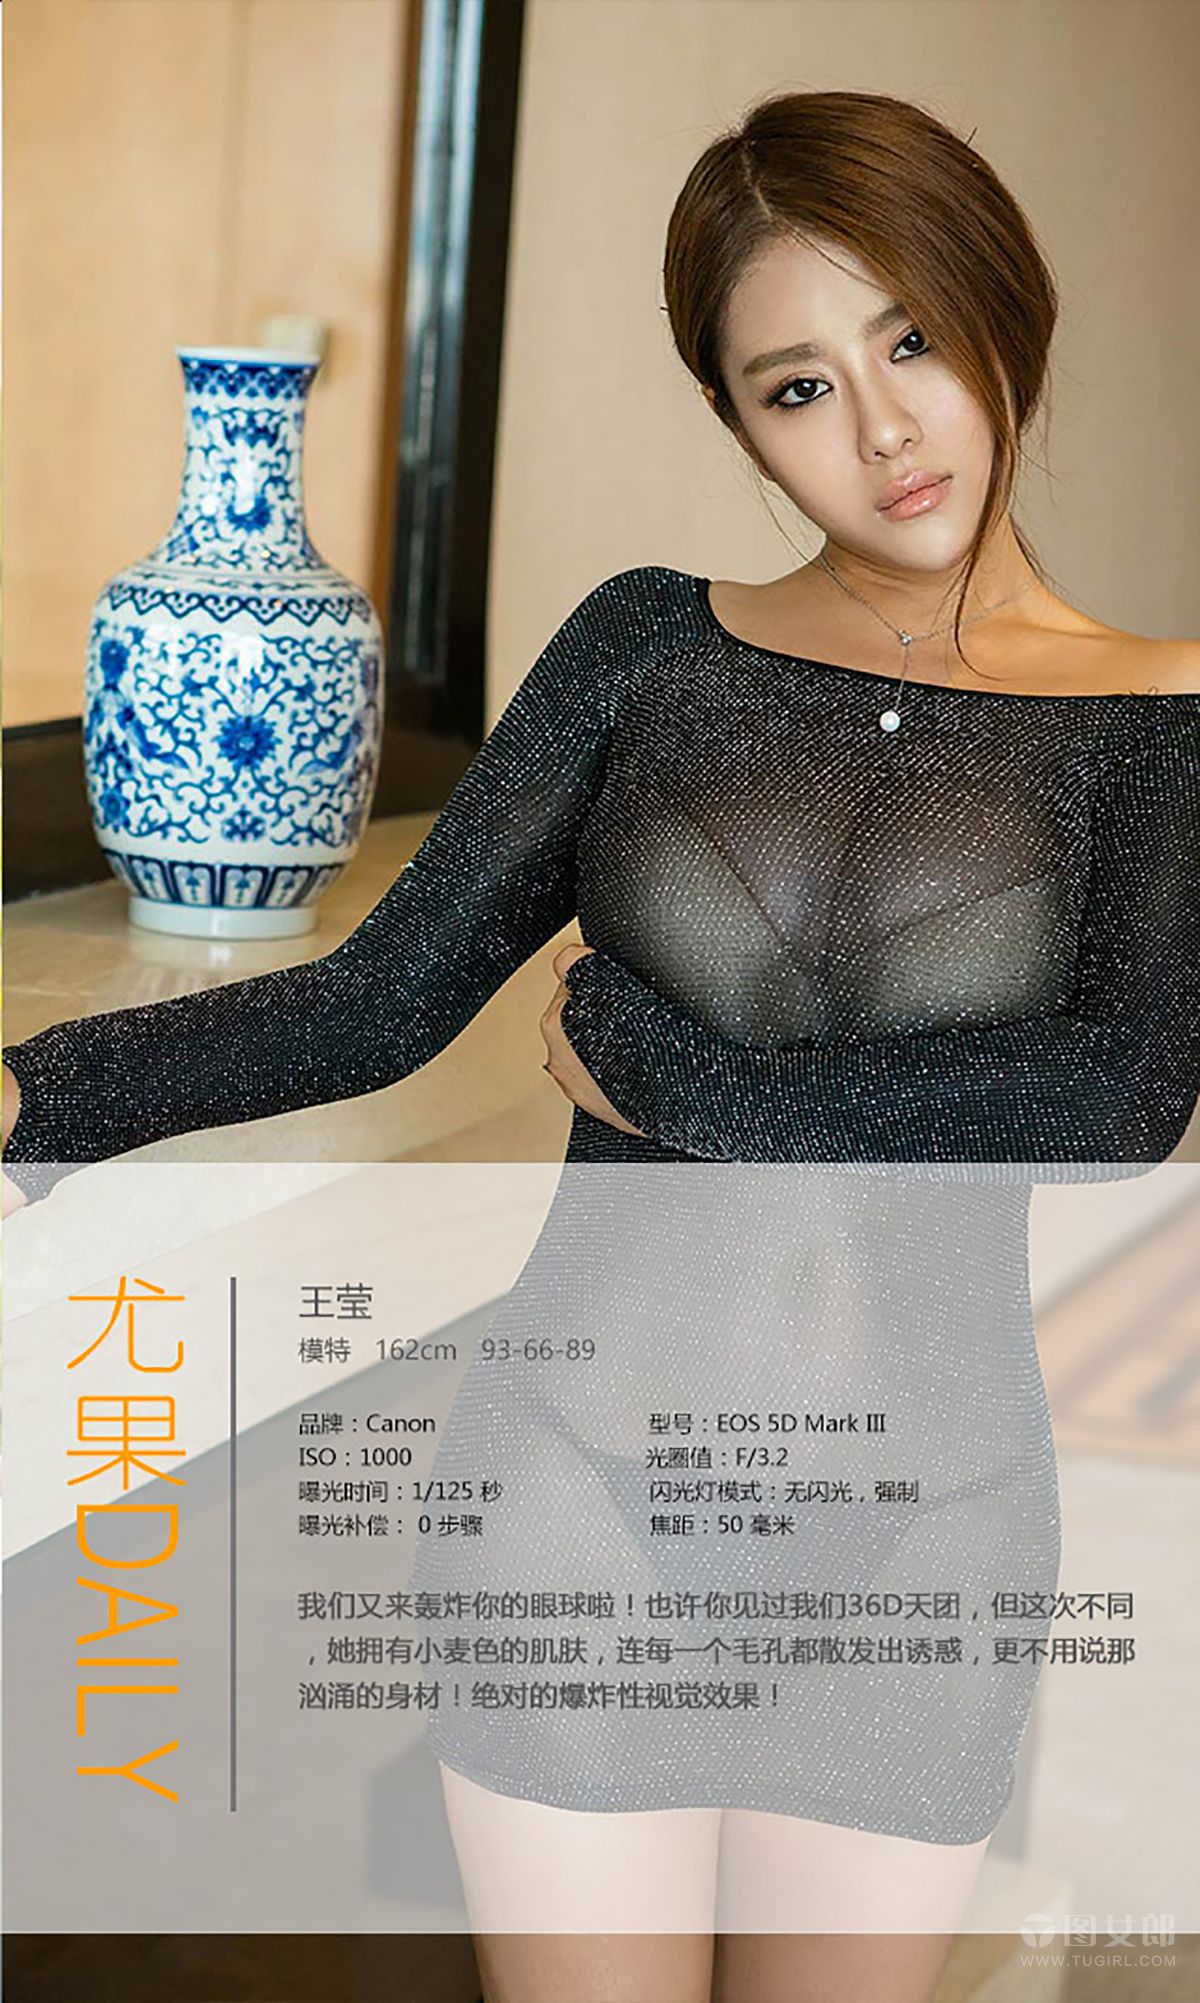 尤果DAILY
王莹
模特 162cm 93-66-89
品牌：Canon 型号：EOS 5D Mark III
ISO：1000 光圈值：F/3.2
曝光时间：1/125 秒 闪光灯模式：无闪光，强制
曝光补偿： 0 步骤 焦距：50 毫米
我们又来轰炸你的眼球啦！也许你见过我们36D天团，但这次不同
，她拥有小麦色的肌肤，连每一个毛孔都散发出诱惑，更不用说那
汹涌的身材！绝对的爆炸性视觉效果！
图女郎
WWW.TUGIRL.COM